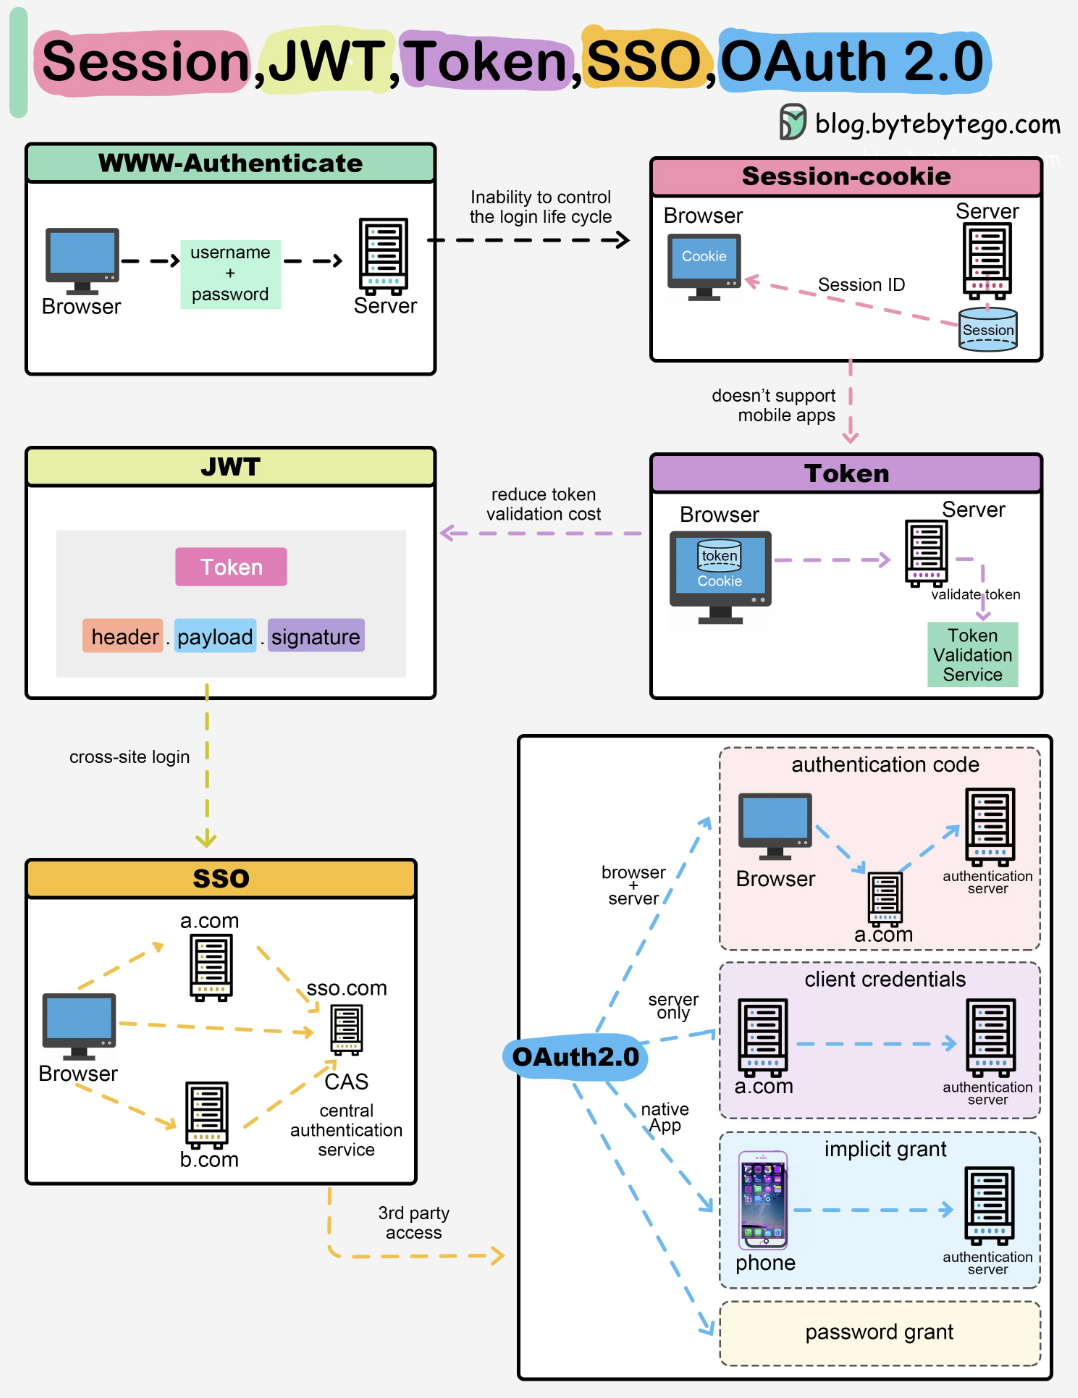 Session,JWT,Token,SSO,OAuth 2.0
blog.bytebytego.com
WWW-Authenticate
username
+
password
Browser
Server
Inability to control
the login life cycle
Session-cookie
Browser
Server
Cookie
Session ID
Session
doesn't support
mobile apps
Token
Browser
Server
token
Cookie
validate token
Token
Validation
Service
reduce token
validation cost
JWT
Token
header . payload . signature
cross-site login
SSO
a.com
sso.com
Browser
CAS
b.com
central
authentication
service
3rd party
access
OAuth2.0
browser
+
server
authentication code
Browser
a.com
authentication
server
server
only
client credentials
a.com
authentication
server
native
App
implicit grant
phone
authentication
server
password grant